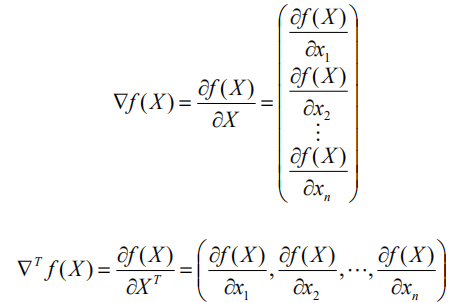 ∇f(X) = ∂f(X)/∂X = (∂f(X)/∂x₁
∂f(X)/∂x₂
⋮
∂f(X)/∂xₙ)
∇ᵀf(X) = ∂f(X)/∂Xᵀ = (∂f(X)/∂x₁, ∂f(X)/∂x₂, ⋯, ∂f(X)/∂xₙ)